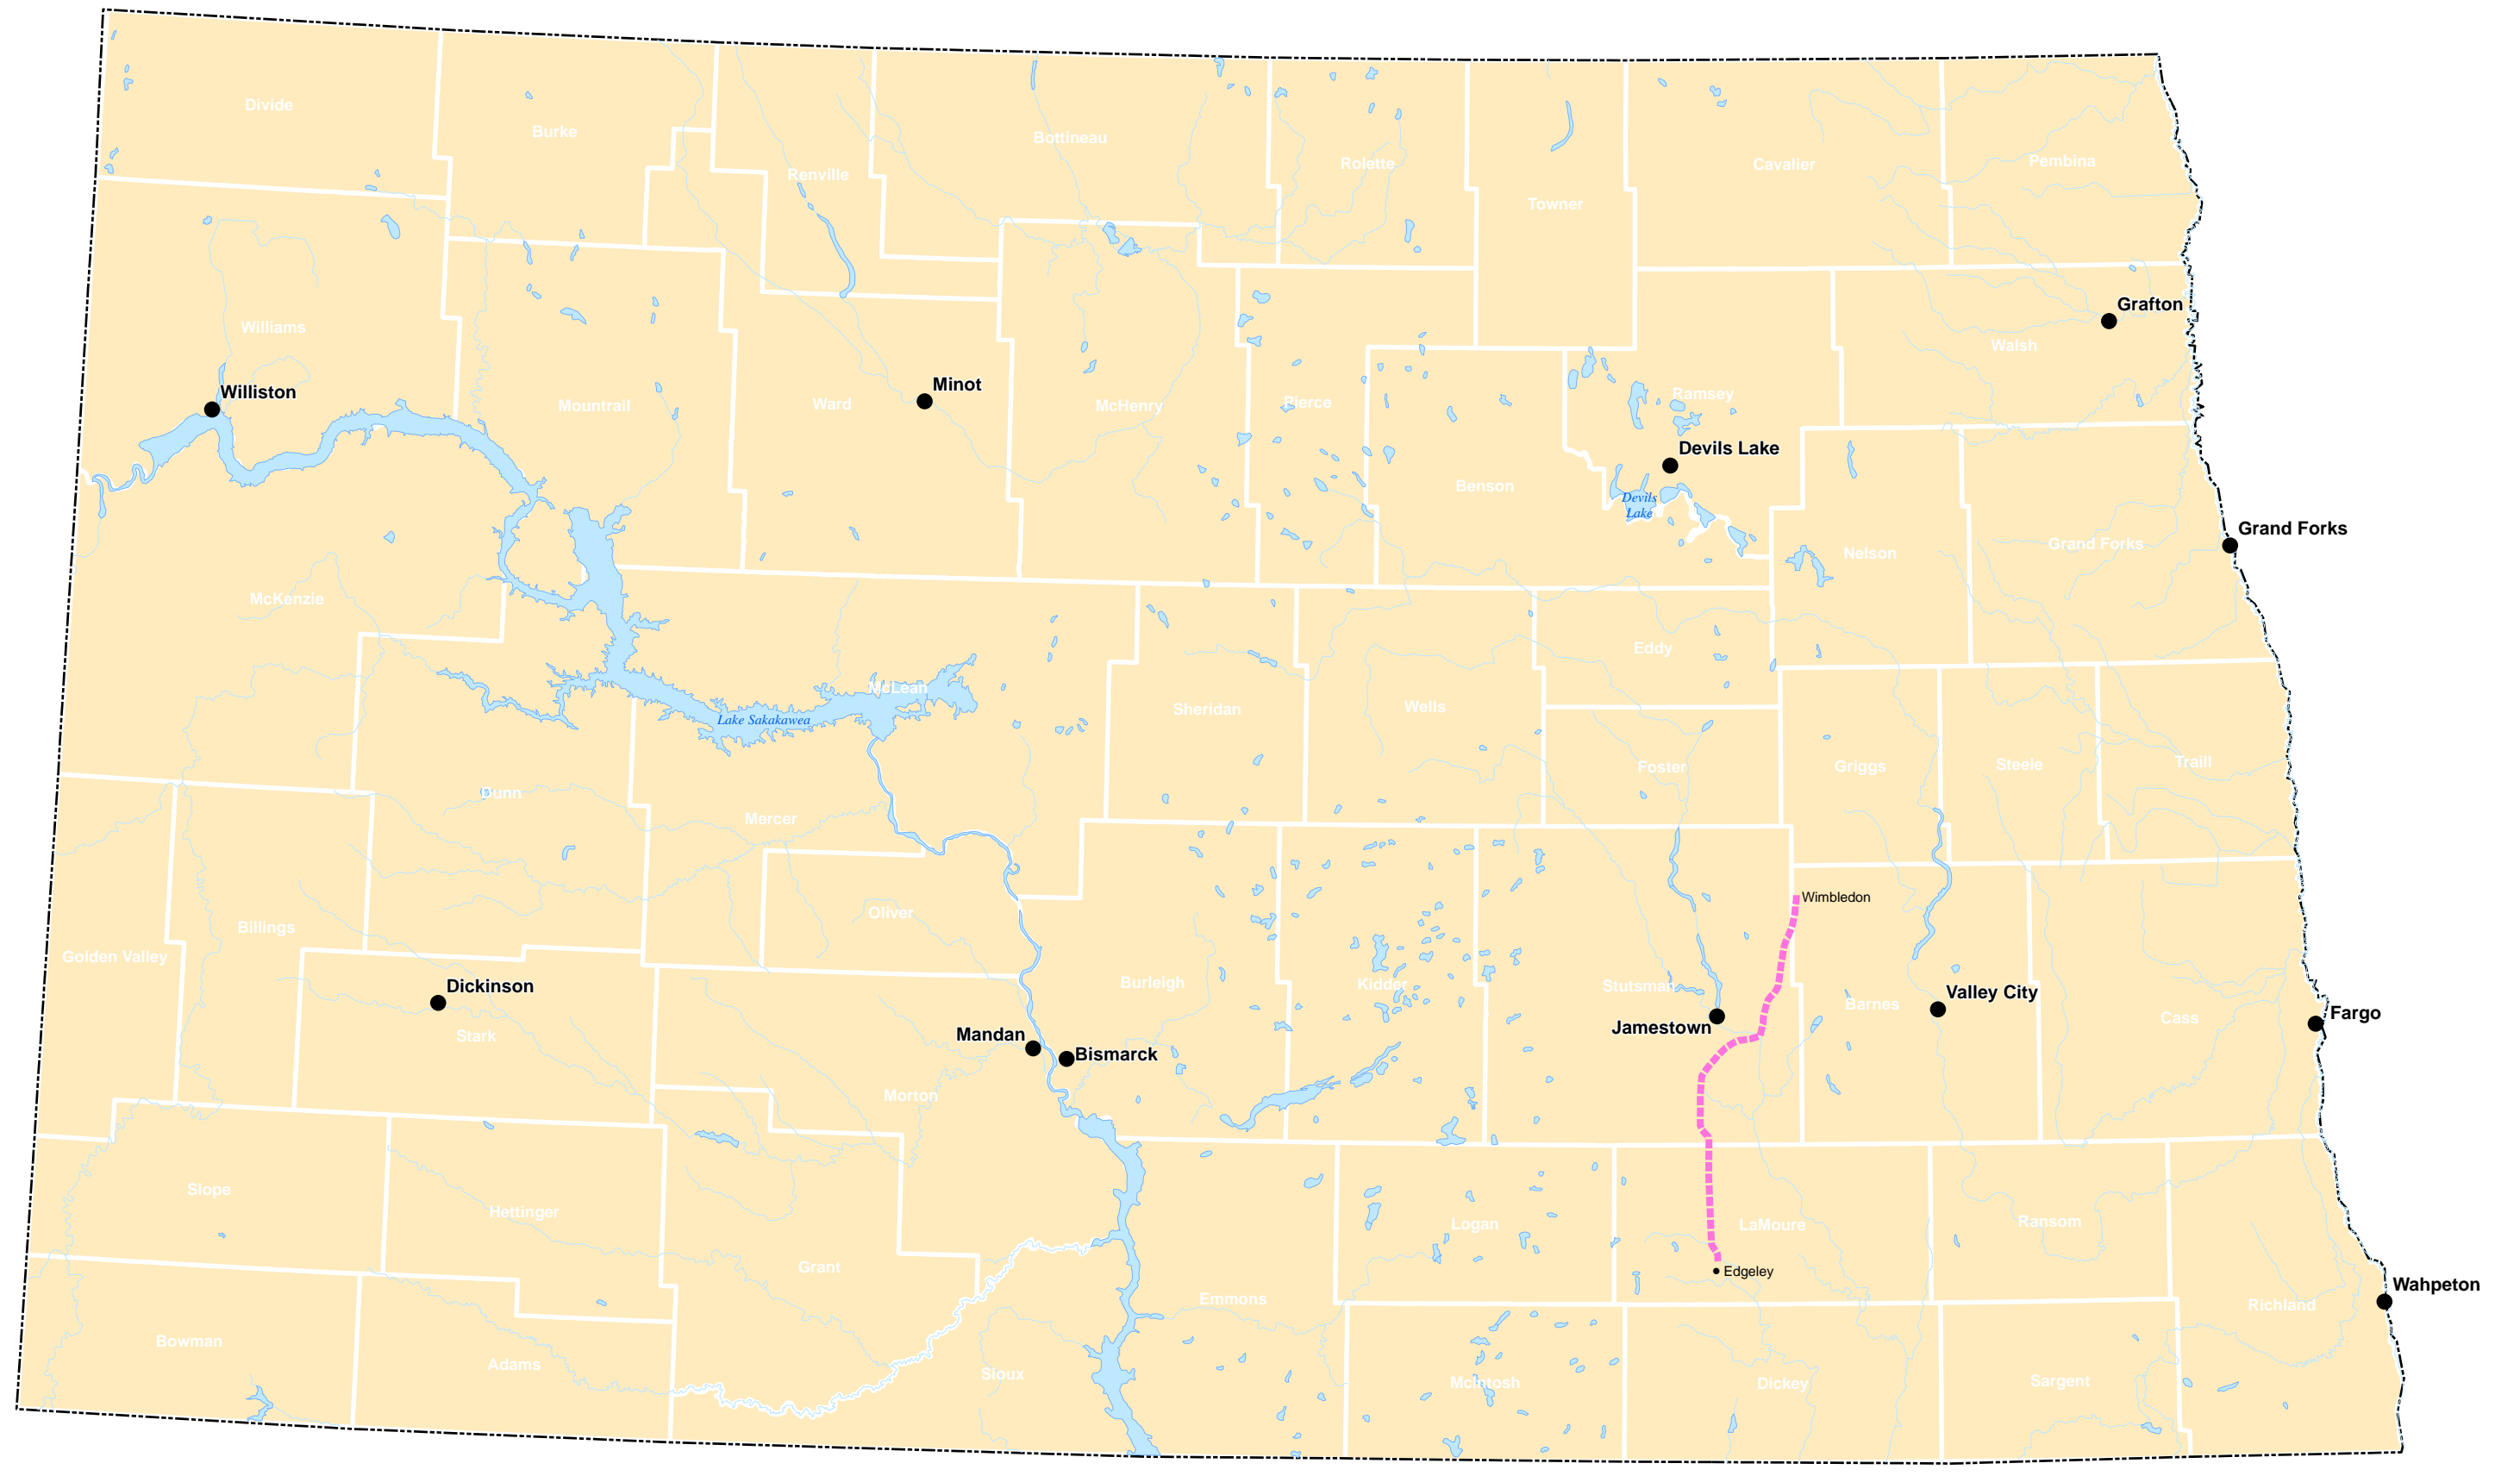 Divide
Burke
Renville
Bottineau
Rolette
Towner
Cavalier
Pembina
Williams
Williston
Mountrail
Ward
Minot
McHenry
Pierce
Benson
Ramsey
Devils Lake
Devils
Lake
Walsh
Grafton
Nelson
Grand Forks
Grand Forks
McKenzie
Dunn
McLean
Lake Sakakawea
Mercer
Sheridan
Wells
Eddy
Foster
Griggs
Steele
Traill
Golden Valley
Billings
Dickinson
Stark
Oliver
Morton
Mandan
Bismarck
Burleigh
Kidder
Stutsman
Jamestown
Wimbledon
Barnes
Valley City
Cass
Fargo
Slope
Hettinger
Grant
Bowman
Adams
Sioux
Emmons
Logan
LaMoure
Edgeley
Ransom
McIntosh
Dickey
Sargent
Richland
Wahpeton